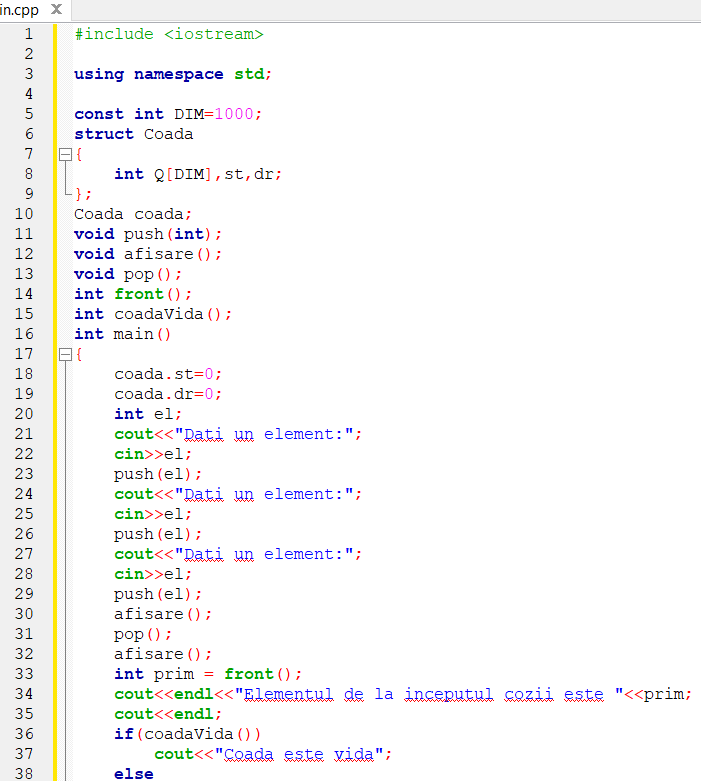 in.cpp X
1 #include <iostream>
2
3 using namespace std;
4
5 const int DIM=1000;
6 struct Coada
7 {
8 int Q[DIM],st,dr;
9 };
10 Coada coada;
11 void push(int);
12 void afisare();
13 void pop();
14 int front();
15 int coadaVida();
16 int main()
17 {
18 coada.st=0;
19 coada.dr=0;
20 int el;
21 cout<<"Dati un element:";
22 cin>>el;
23 push(el);
24 cout<<"Dati un element:";
25 cin>>el;
26 push(el);
27 cout<<"Dati un element:";
28 cin>>el;
29 push(el);
30 afisare();
31 pop();
32 afisare();
33 int prim = front();
34 cout<<endl<<"Elementul de la inceputul cozii este "<<prim;
35 cout<<endl;
36 if(coadaVida())
37 cout<<"Coada este vida";
38 else